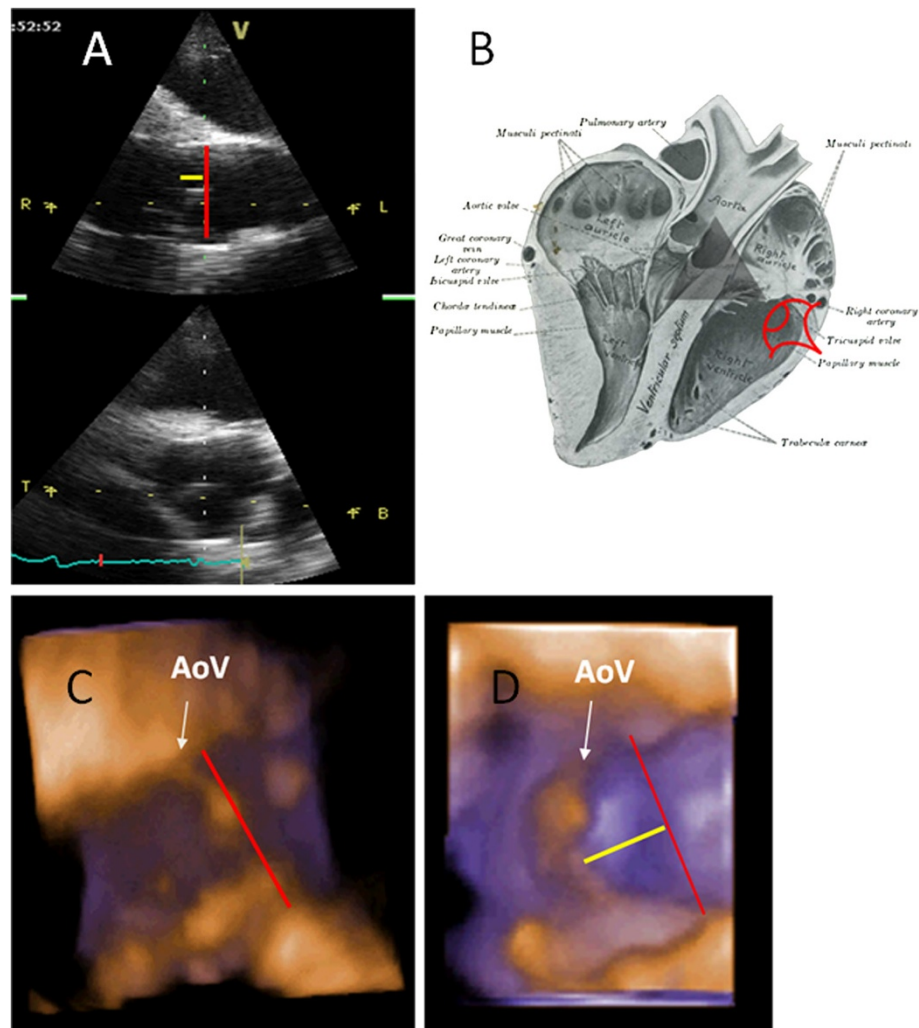 :52:52
A
V
R
L
T
B
B
Pulmonary artery
Musculi pectinati
Musculi pectinati
Aortic valve
Aorta
Left
auricle
Great coronary
vein
Right
auricle
Left coronary
artery
Bicuspid valve
Chordæ tendineæ
Right coronary
artery
Papillary muscle
Left
ventricle
Ventricular septum
Right
ventricle
Tricuspid valve
Papillary muscle
Trabeculæ carneæ
C
AoV
D
AoV